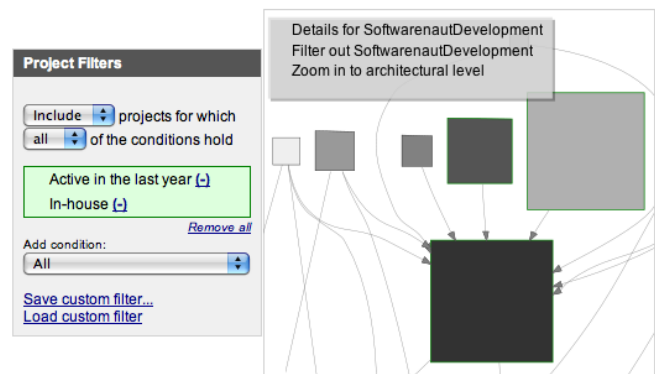 Project Filters
Include projects for which
all of the conditions hold
Active in the last year (-)
In-house (-)
Remove all
Add condition:
All
Save custom filter...
Load custom filter
Details for SoftwarenautDevelopment
Filter out SoftwarenautDevelopment
Zoom in to architectural level